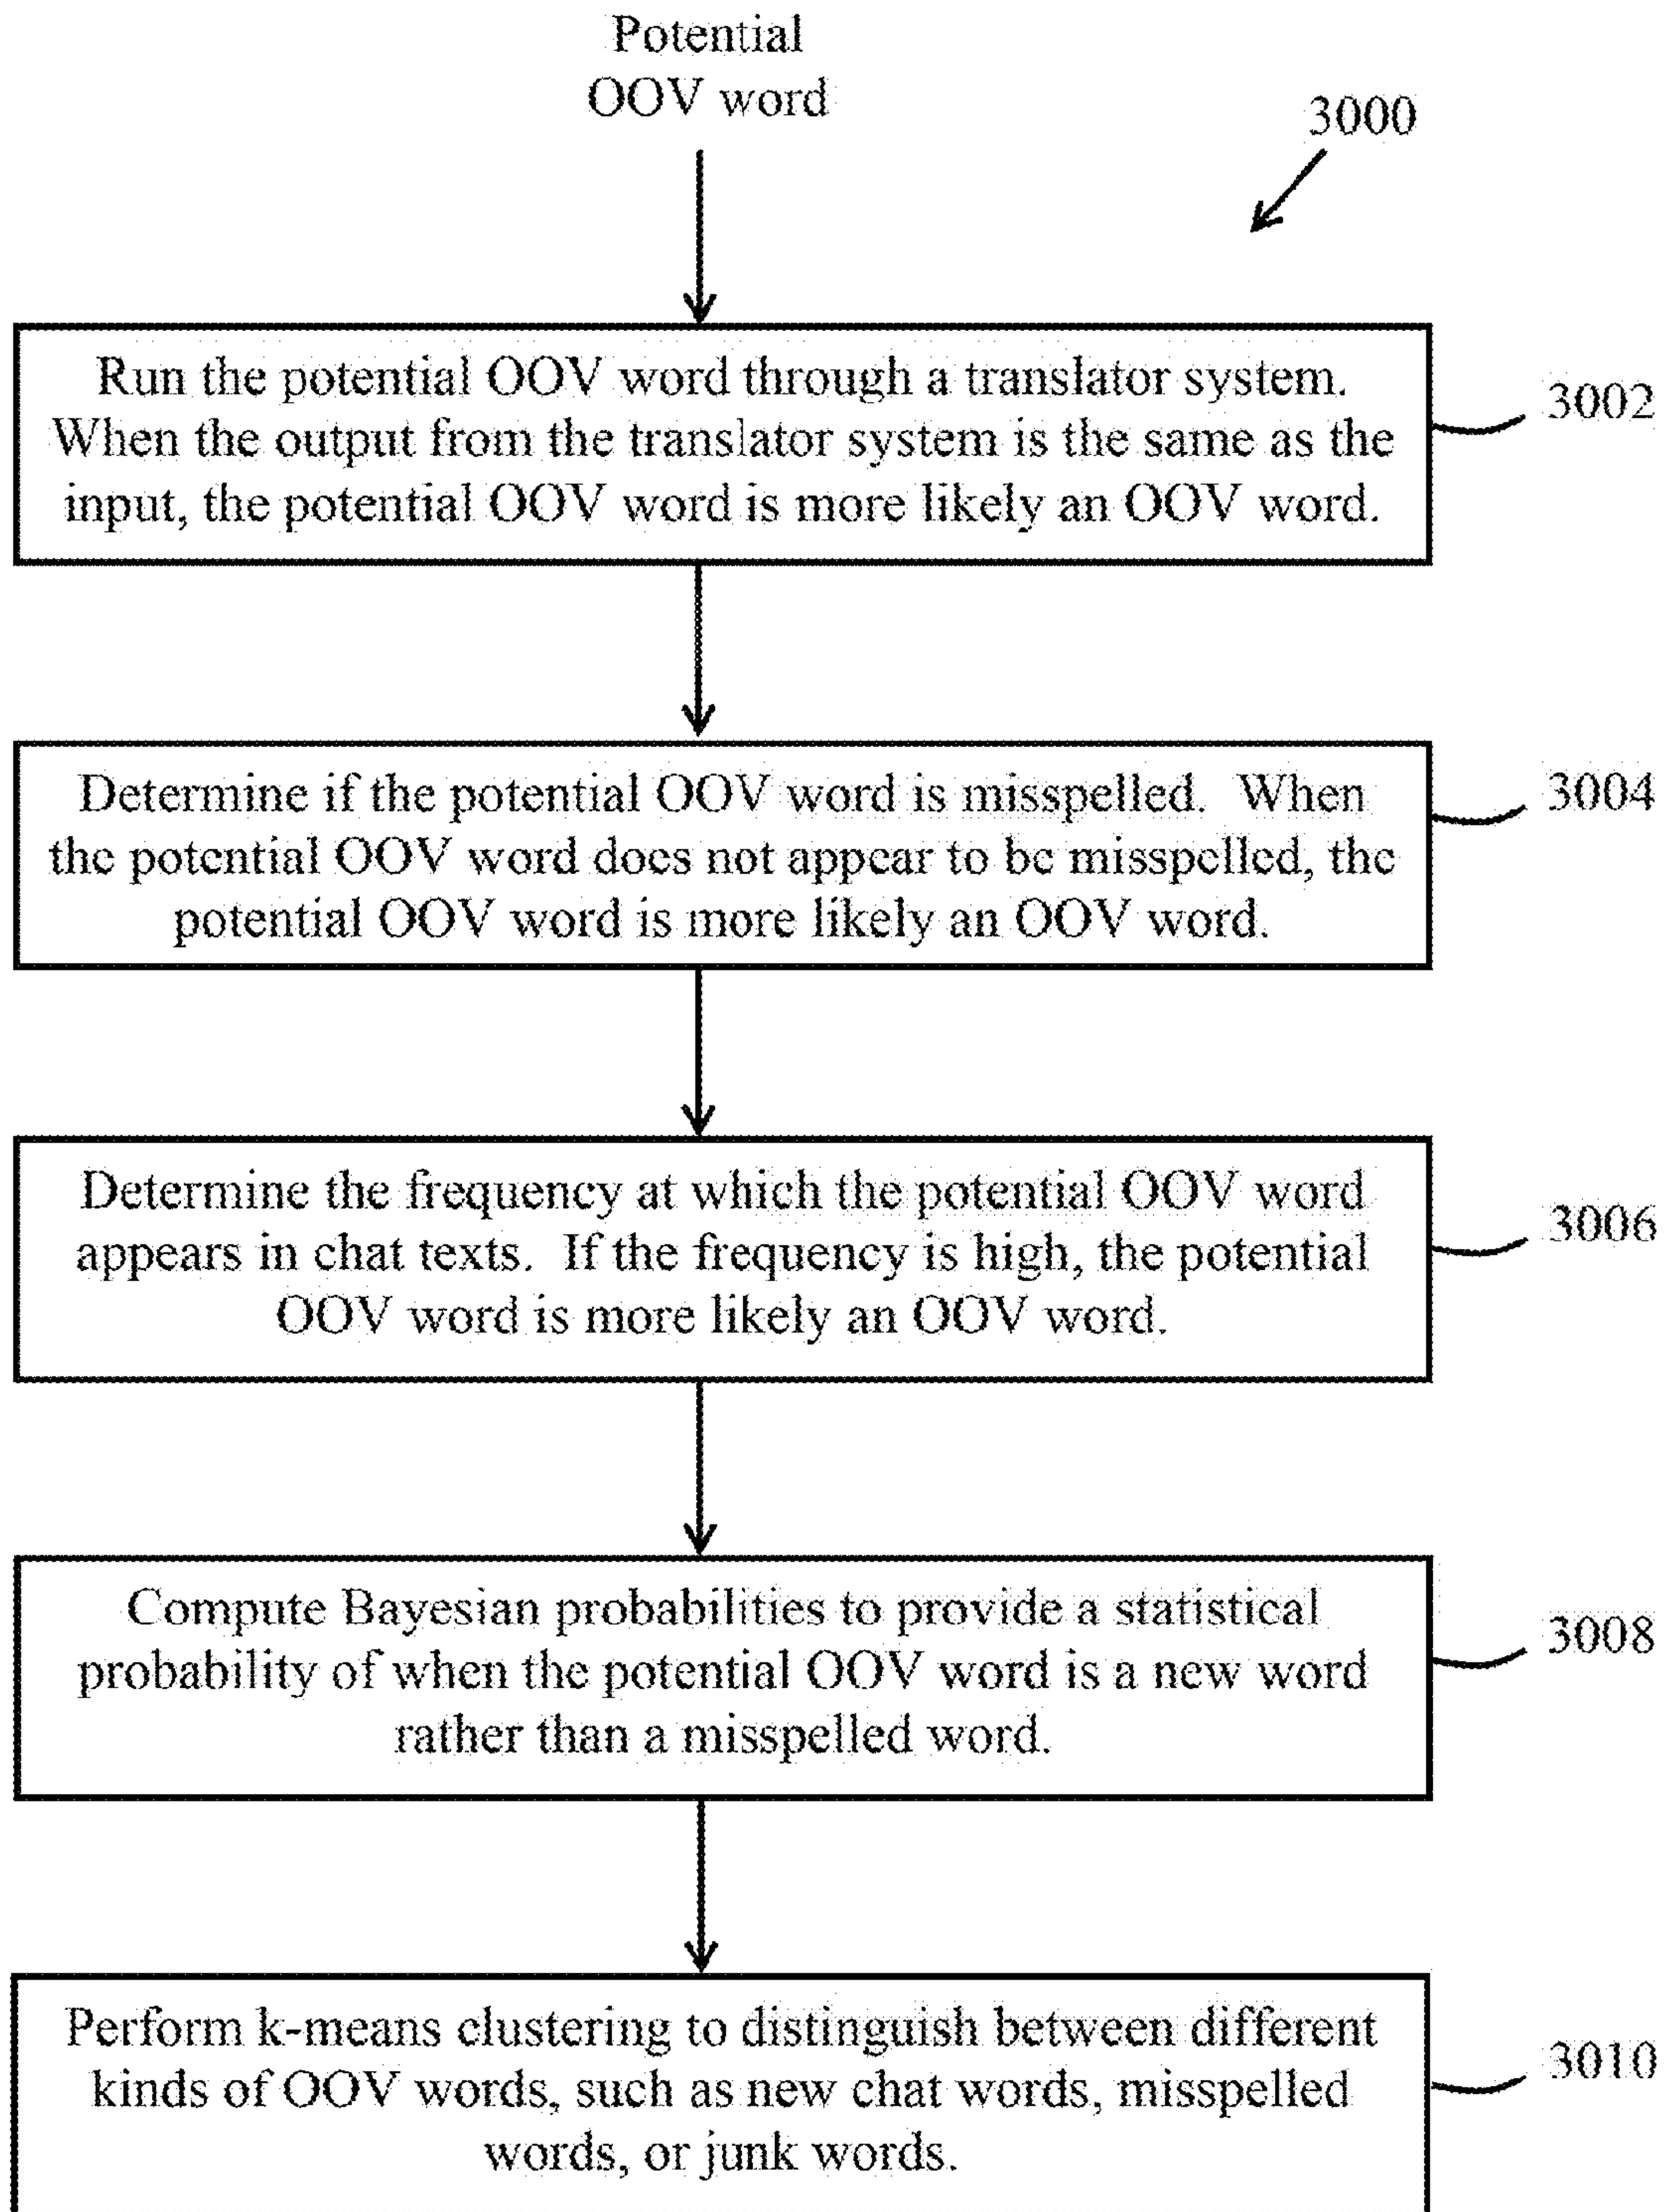 Potential
OOV word
3000
Run the potential OOV word through a translator system.
When the output from the translator system is the same as the
input, the potential OOV word is more likely an OOV word.
3002
Determine if the potential OOV word is misspelled. When
the potential OOV word does not appear to be misspelled, the
potential OOV word is more likely an OOV word.
3004
Determine the frequency at which the potential OOV word
appears in chat texts. If the frequency is high, the potential
OOV word is more likely an OOV word.
3006
Compute Bayesian probabilities to provide a statistical
probability of when the potential OOV word is a new word
rather than a misspelled word.
3008
Perform k-means clustering to distinguish between different
kinds of OOV words, such as new chat words, misspelled
words, or junk words.
3010